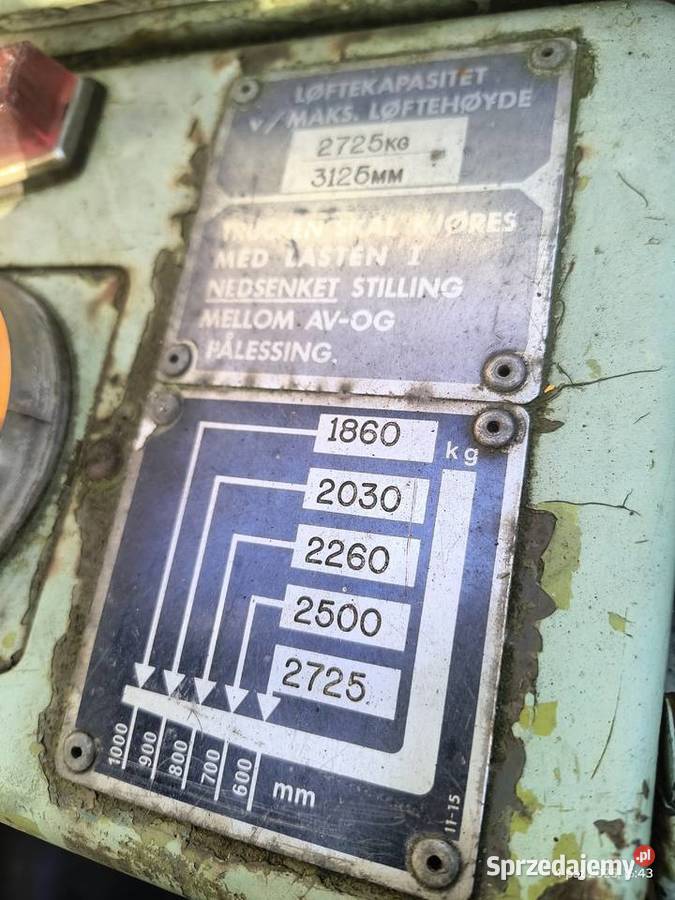 LØFTEKAPASITET
v/MAKS. LØFTEHØYDE
2725KG
3125MM
TRUCKEN SKAL KJØRES
MED LASTEN I
NEDSENKET STILLING
MELLOM AV-OG
PÅLESSING.
1860
kg
2030
2260
2500
2725
1000
900
800
700
600
mm
11-15
Sprzedajemy.pl